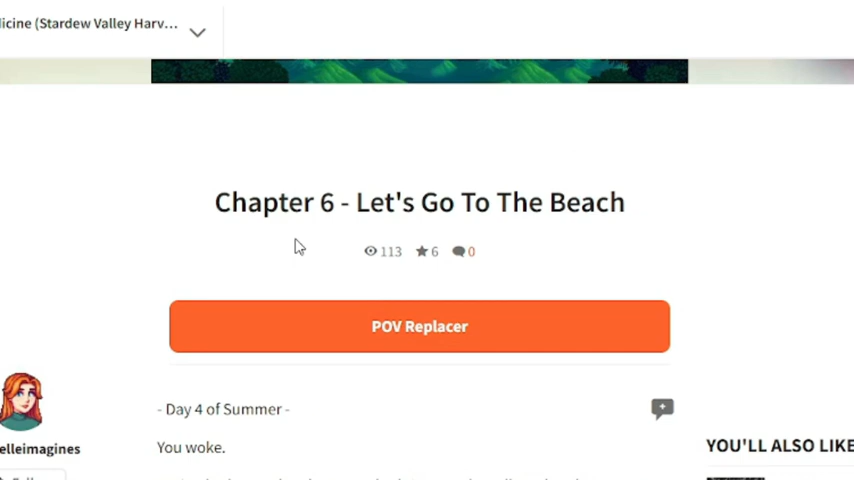 (Stardew Valley Harv...
Chapter 6 - Let's Go To The Beach
113 6 0
POV Replacer
- Day 4 of Summer -
You woke.
elleimagines
YOU'LL ALSO LIKE